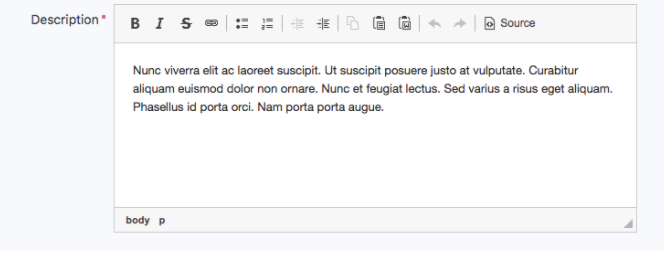 Description *
B I S Source
Nunc viverra elit ac laoreet suscipit. Ut suscipit posuere justo at vulputate. Curabitur
aliquam euismod dolor non ornare. Nunc et feugiat lectus. Sed varius a risus eget aliquam.
Phasellus id porta orci. Nam porta porta augue.
body p